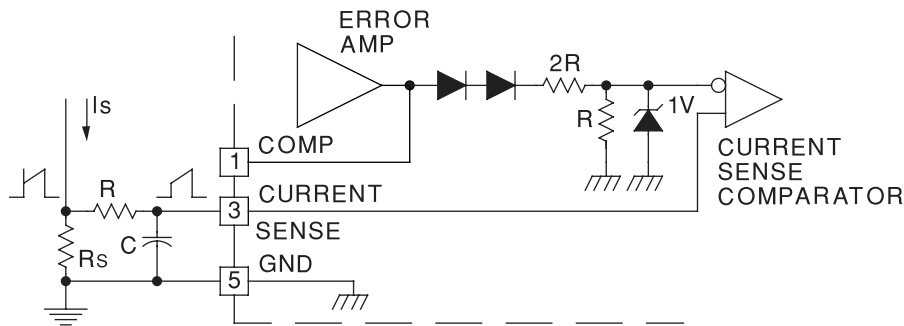 ERROR
AMP
2R
Is
R
1V
1 COMP
CURRENT
SENSE
COMPARATOR
R
3 CURRENT
SENSE
C
Rs
5 GND